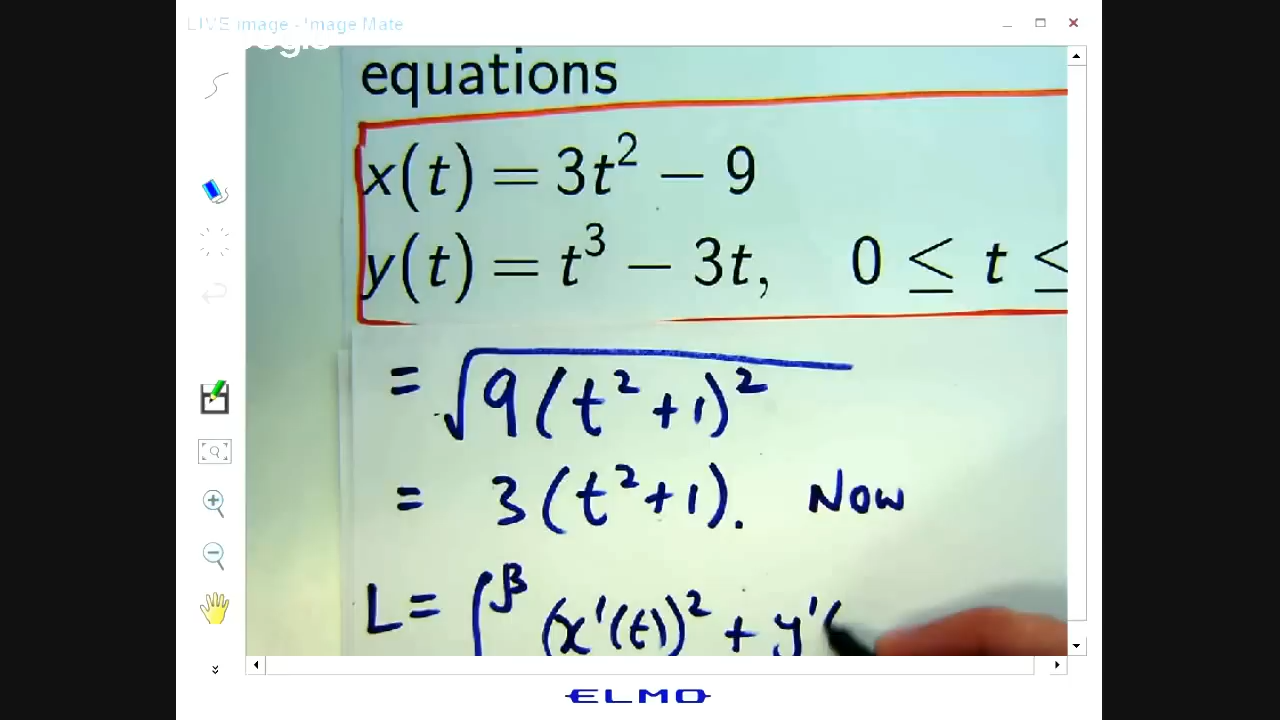 LIVE image - Image Mate
equations
x(t) = 3t² − 9
y(t) = t³ − 3t, 0 ≤ t ≤
= √9(t²+1)²
= 3(t²+1). Now
L = ∫^β (x'(t))² + y'(
ELMO